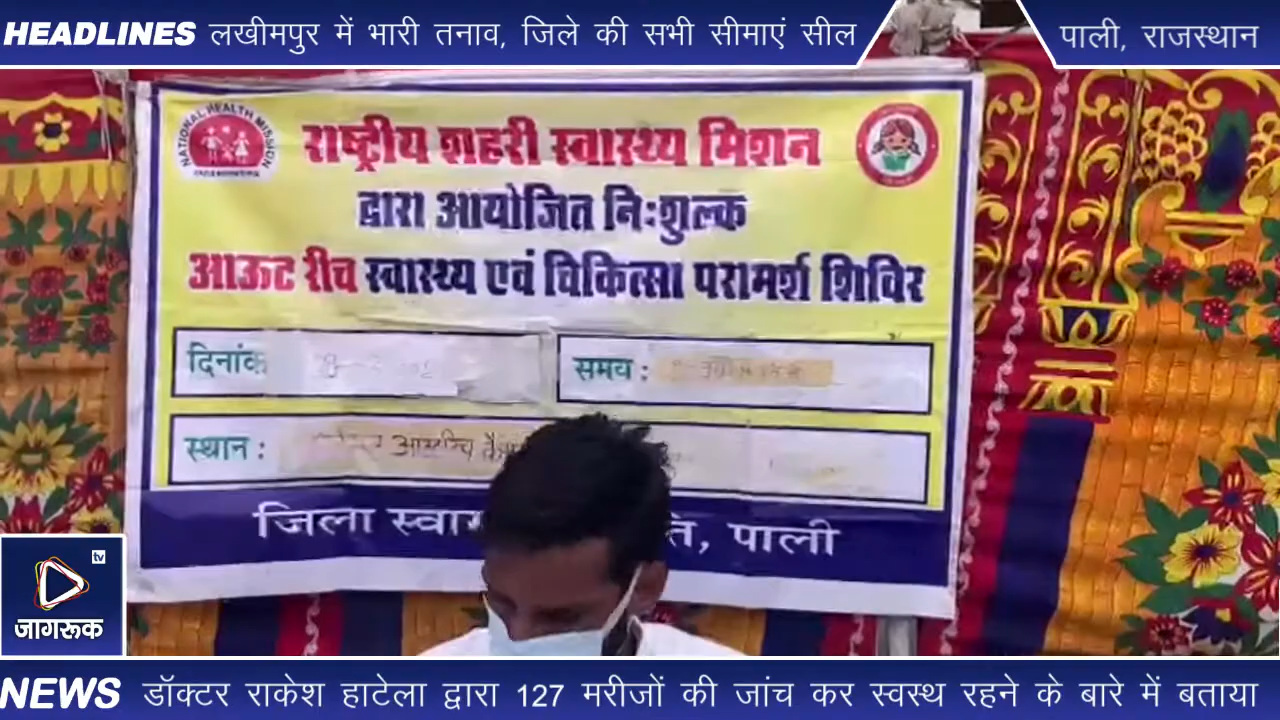 HEADLINES लखीमपुर में भारी तनाव, जिले की सभी सीमाएं सील
पाली, राजस्थान
NATIONAL HEALTH MISSION
राष्ट्रीय शहरी स्वास्थ्य मिशन
द्वारा आयोजित निःशुल्क
आऊट रीच स्वास्थ्य एवं चिकित्सा परामर्श शिविर
दिनांक
समय :
स्थान :
जिला पाली
tv
जागरूक
NEWS डॉक्टर राकेश हाटेला द्वारा 127 मरीजों की जांच कर स्वस्थ रहने के बारे में बताया